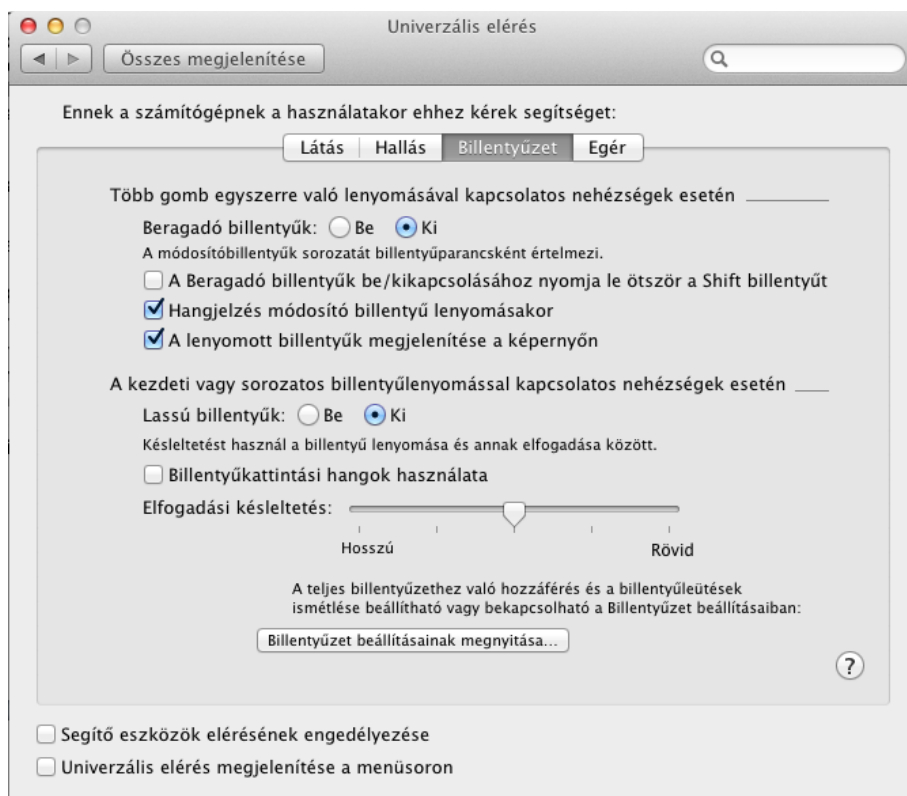 Univerzális elérés
Összes megjelenítése
Ennek a számítógépnek a használatakor ehhez kérek segítséget:
Látás Hallás Billentyűzet Egér
Több gomb egyszerre való lenyomásával kapcsolatos nehézségek esetén
Beragadó billentyűk: Be Ki
A módosítóbillentyűk sorozatát billentyűparancsként értelmezi.
A Beragadó billentyűk be/kikapcsolásához nyomja le ötször a Shift billentyűt
Hangjelzés módosító billentyű lenyomásakor
A lenyomott billentyűk megjelenítése a képernyőn
A kezdeti vagy sorozatos billentyűlenyomással kapcsolatos nehézségek esetén
Lassú billentyűk: Be Ki
Késleltetést használ a billentyű lenyomása és annak elfogadása között.
Billentyűkattintási hangok használata
Elfogadási késleltetés:
Hosszú Rövid
A teljes billentyűzethez való hozzáférés és a billentyűleütések
ismétlése beállítható vagy bekapcsolható a Billentyűzet beállításaiban:
Billentyűzet beállításainak megnyitása...
?
Segítő eszközök elérésének engedélyezése
Univerzális elérés megjelenítése a menüsoron